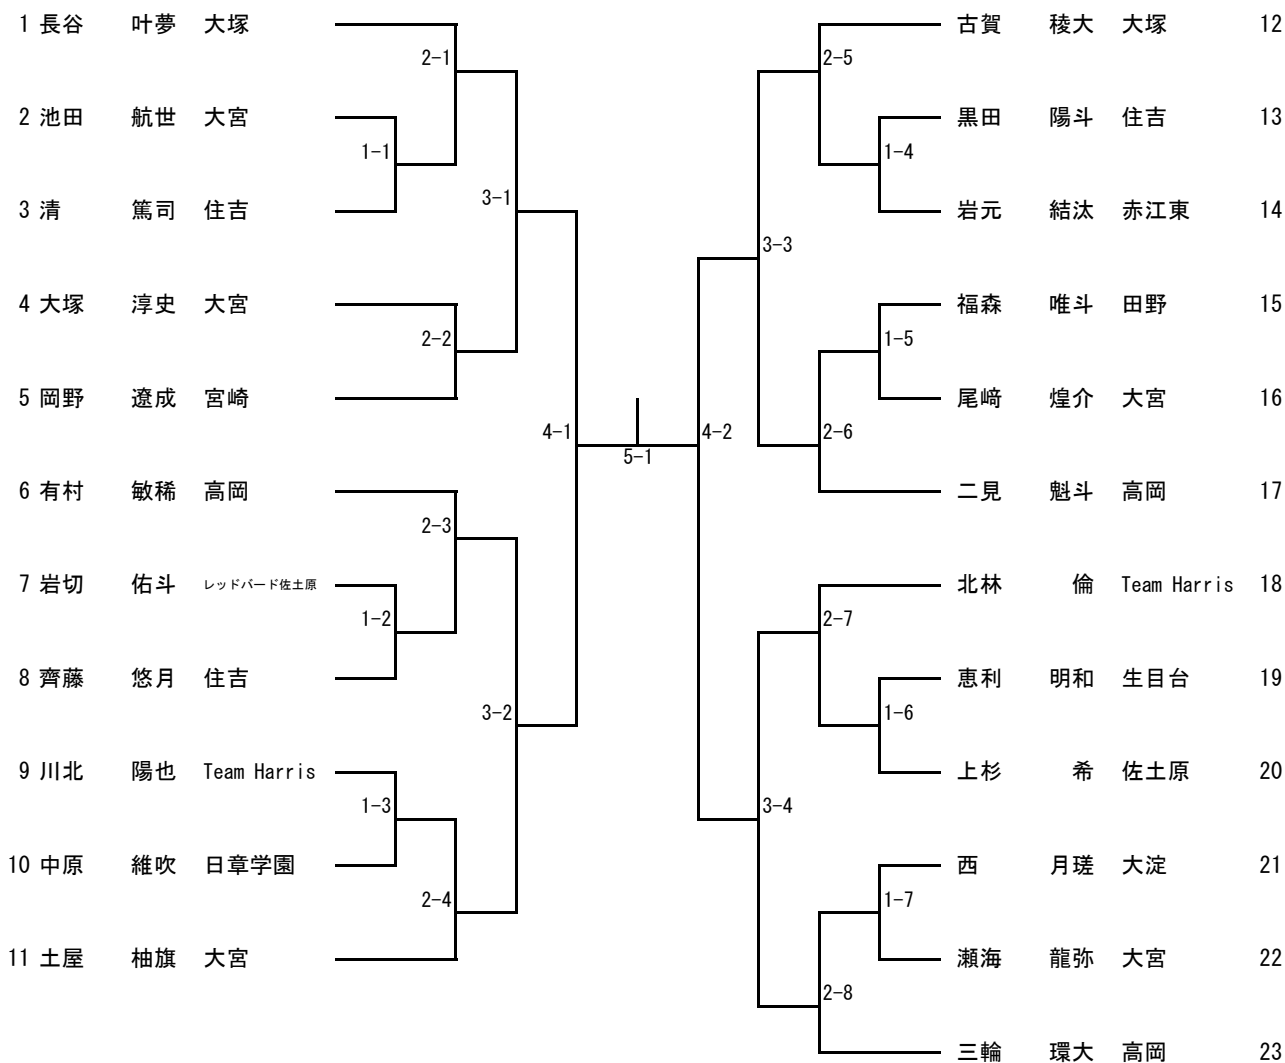 1 長谷 叶夢 大塚
2-1
2 池田 航世 大宮
1-1
3 清 篤司 住吉
3-1
4 大塚 淳史 大宮
2-2
5 岡野 遼成 宮崎
4-1
6 有村 敏稀 高岡
2-3
7 岩切 佑斗 レッドバード佐土原
1-2
8 齊藤 悠月 住吉
3-2
9 川北 陽也 Team Harris
1-3
10 中原 維吹 日章学園
2-4
11 土屋 柚旗 大宮
5-1
古賀 稜大 大塚 12
2-5
黒田 陽斗 住吉 13
1-4
岩元 結汰 赤江東 14
3-3
福森 唯斗 田野 15
1-5
尾﨑 煌介 大宮 16
4-2
2-6
二見 魁斗 高岡 17
北林 倫 Team Harris 18
2-7
恵利 明和 生目台 19
1-6
上杉 希 佐土原 20
3-4
西 月瑳 大淀 21
1-7
瀬海 龍弥 大宮 22
2-8
三輪 環大 高岡 23